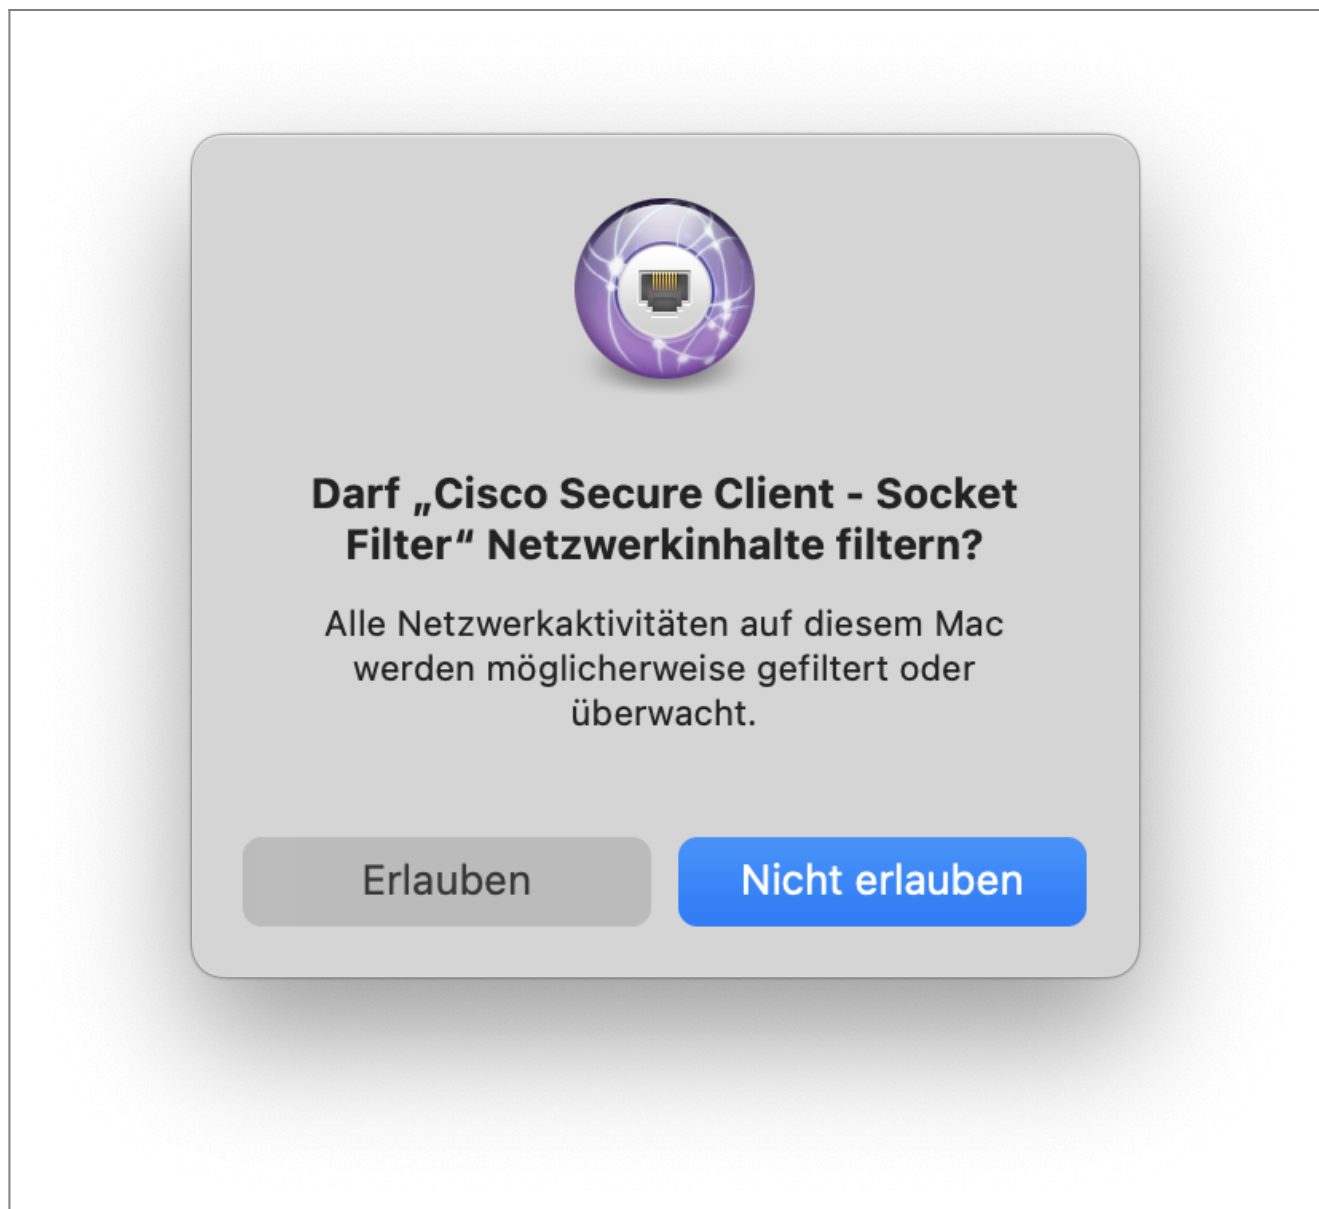 Darf „Cisco Secure Client - Socket
Filter“ Netzwerkinhalte filtern?
Alle Netzwerkaktivitäten auf diesem Mac
werden möglicherweise gefiltert oder
überwacht.
Erlauben
Nicht erlauben